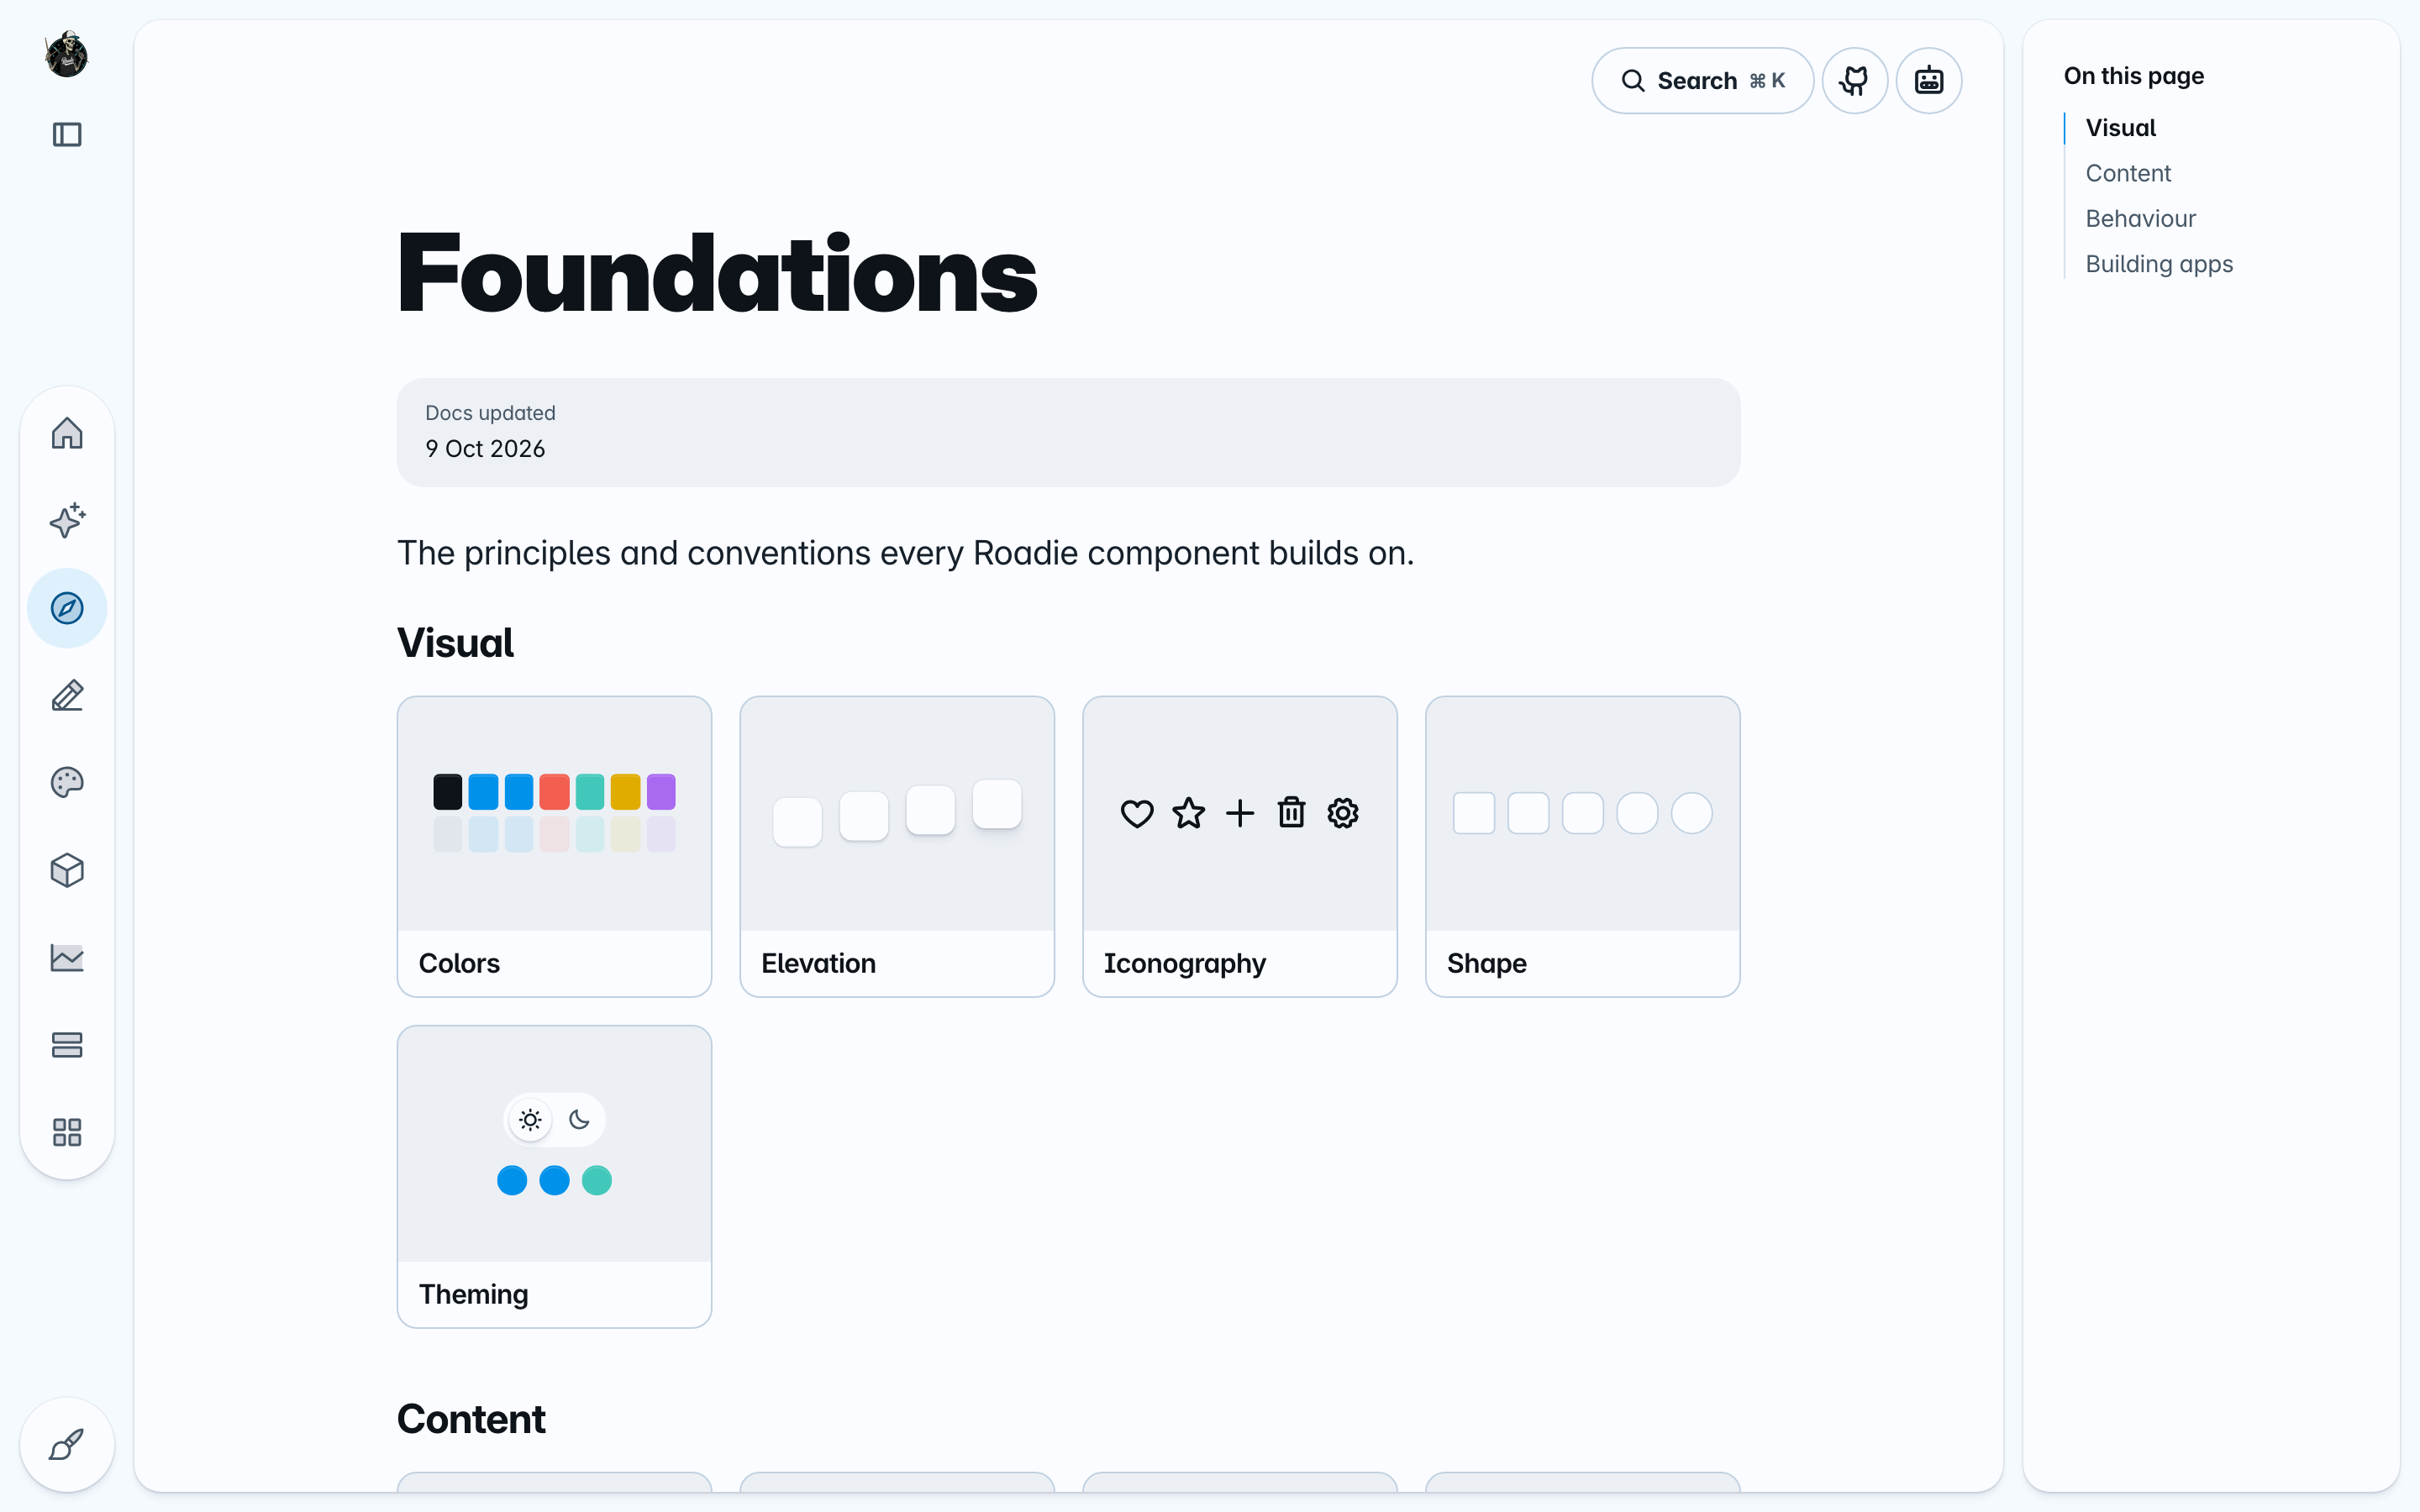 Search ⌘ K
On this page
Visual
Content
Behaviour
Building apps
Foundations
Docs updated
9 Oct 2026
The principles and conventions every Roadie component builds on.
Visual
Colors
Elevation
Iconography
Shape
Theming
Content